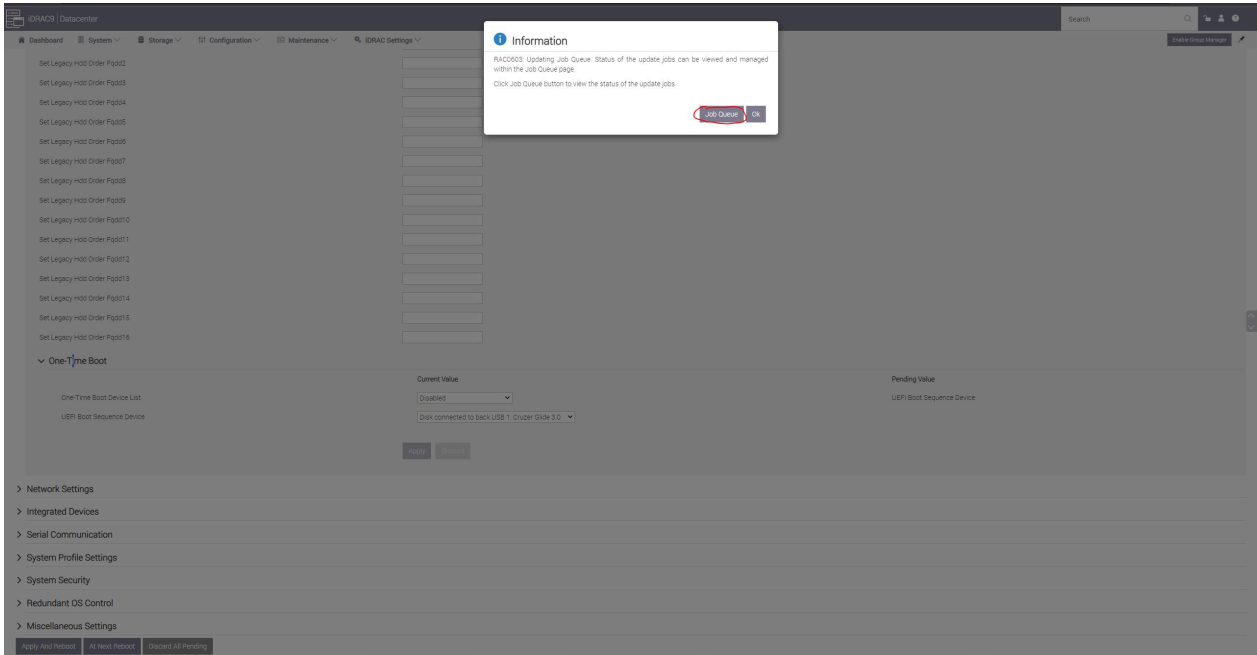 iDRAC9 | Datacenter
Search
Dashboard System Storage Configuration Maintenance iDRAC Settings
Enable Group Manager
Information
RAC0603: Updating Job Queue. Status of the update jobs can be viewed and managed
within the Job Queue page.
Click Job Queue button to view the status of the update jobs.
Job Queue Ok
Set Legacy Hdd Order Fqdd2
Set Legacy Hdd Order Fqdd3
Set Legacy Hdd Order Fqdd4
Set Legacy Hdd Order Fqdd5
Set Legacy Hdd Order Fqdd6
Set Legacy Hdd Order Fqdd7
Set Legacy Hdd Order Fqdd8
Set Legacy Hdd Order Fqdd9
Set Legacy Hdd Order Fqdd10
Set Legacy Hdd Order Fqdd11
Set Legacy Hdd Order Fqdd12
Set Legacy Hdd Order Fqdd13
Set Legacy Hdd Order Fqdd14
Set Legacy Hdd Order Fqdd15
Set Legacy Hdd Order Fqdd16
One-Time Boot
Current Value Pending Value
One-Time Boot Device List Disabled UEFI Boot Sequence Device
UEFI Boot Sequence Device Disk connected to back USB 1: Cruzer Glide 3.0
Apply
Network Settings
Integrated Devices
Serial Communication
System Profile Settings
System Security
Redundant OS Control
Miscellaneous Settings
Apply And Reboot At Next Reboot Discard All Pending